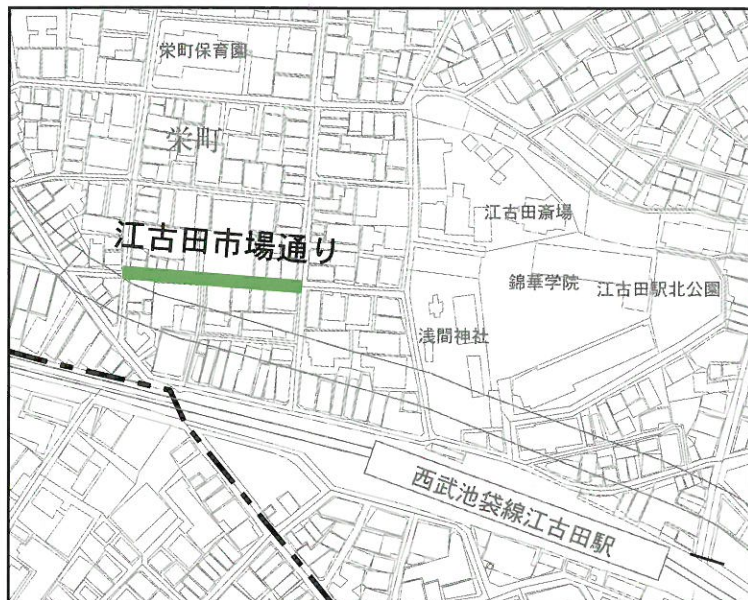 栄町保育園
栄町
江古田斎場
江古田市場通り
錦華学院
江古田駅北公園
浅間神社
西武池袋線江古田駅